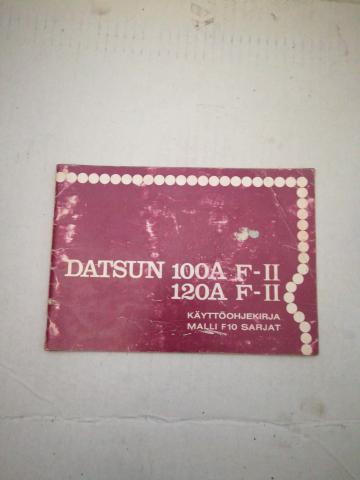 DATSUN 100A F-II
120A F-II
KÄYTTÖOHJEKIRJA
MALLI F10 SARJAT